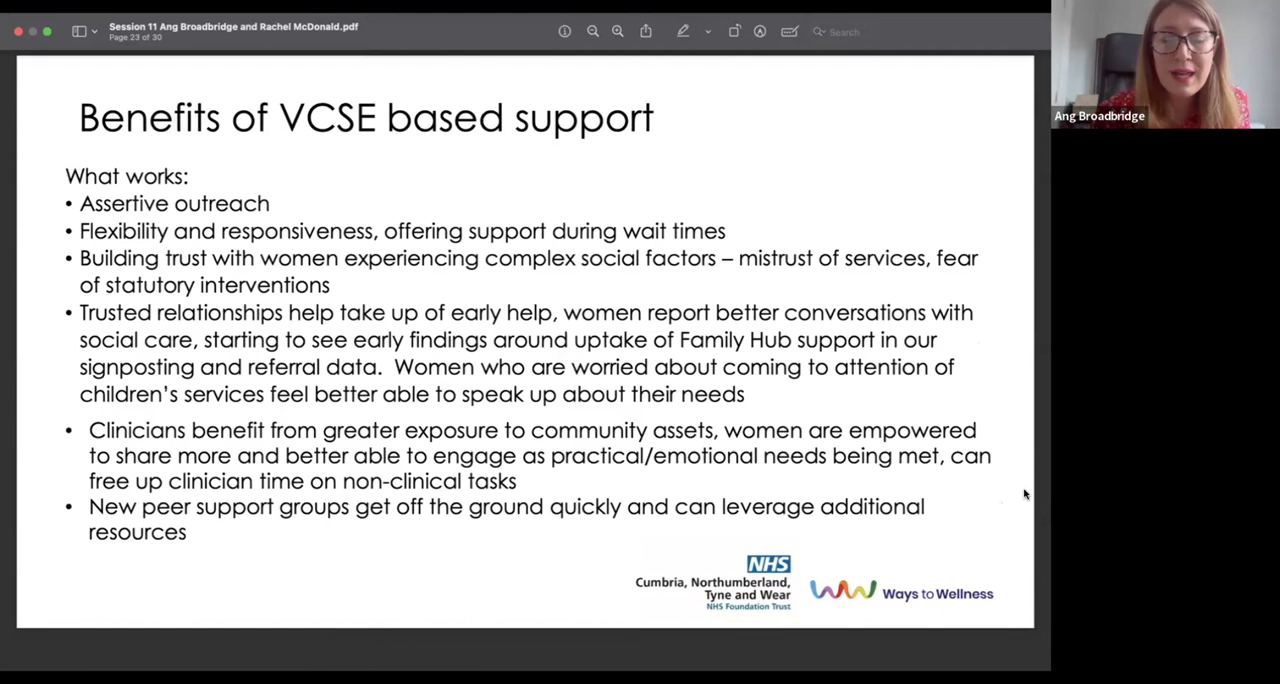 Session 11 Ang Broadbridge and Rachel McDonald.pdf
Page 23 of 30
Search
Ang Broadbridge
Benefits of VCSE based support
What works:
• Assertive outreach
• Flexibility and responsiveness, offering support during wait times
• Building trust with women experiencing complex social factors – mistrust of services, fear
of statutory interventions
• Trusted relationships help take up of early help, women report better conversations with
social care, starting to see early findings around uptake of Family Hub support in our
signposting and referral data.  Women who are worried about coming to attention of
children’s services feel better able to speak up about their needs
• Clinicians benefit from greater exposure to community assets, women are empowered
to share more and better able to engage as practical/emotional needs being met, can
free up clinician time on non-clinical tasks
• New peer support groups get off the ground quickly and can leverage additional
resources
NHS
Cumbria, Northumberland,
Tyne and Wear
NHS Foundation Trust
Ways to Wellness